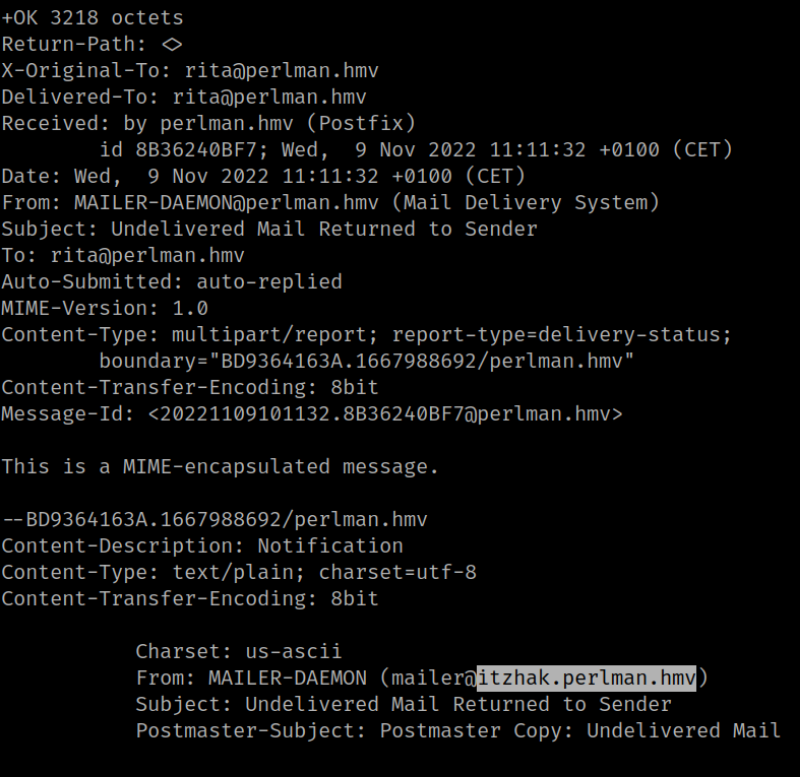 +OK 3218 octets
Return-Path: <>
X-Original-To: rita@perlman.hmv
Delivered-To: rita@perlman.hmv
Received: by perlman.hmv (Postfix)
        id 8B36240BF7; Wed,  9 Nov 2022 11:11:32 +0100 (CET)
Date: Wed,  9 Nov 2022 11:11:32 +0100 (CET)
From: MAILER-DAEMON@perlman.hmv (Mail Delivery System)
Subject: Undelivered Mail Returned to Sender
To: rita@perlman.hmv
Auto-Submitted: auto-replied
MIME-Version: 1.0
Content-Type: multipart/report; report-type=delivery-status;
        boundary="BD9364163A.1667988692/perlman.hmv"
Content-Transfer-Encoding: 8bit
Message-Id: <20221109101132.8B36240BF7@perlman.hmv>

This is a MIME-encapsulated message.

--BD9364163A.1667988692/perlman.hmv
Content-Description: Notification
Content-Type: text/plain; charset=utf-8
Content-Transfer-Encoding: 8bit

           Charset: us-ascii
           From: MAILER-DAEMON (mailer@itzhak.perlman.hmv)
           Subject: Undelivered Mail Returned to Sender
           Postmaster-Subject: Postmaster Copy: Undelivered Mail